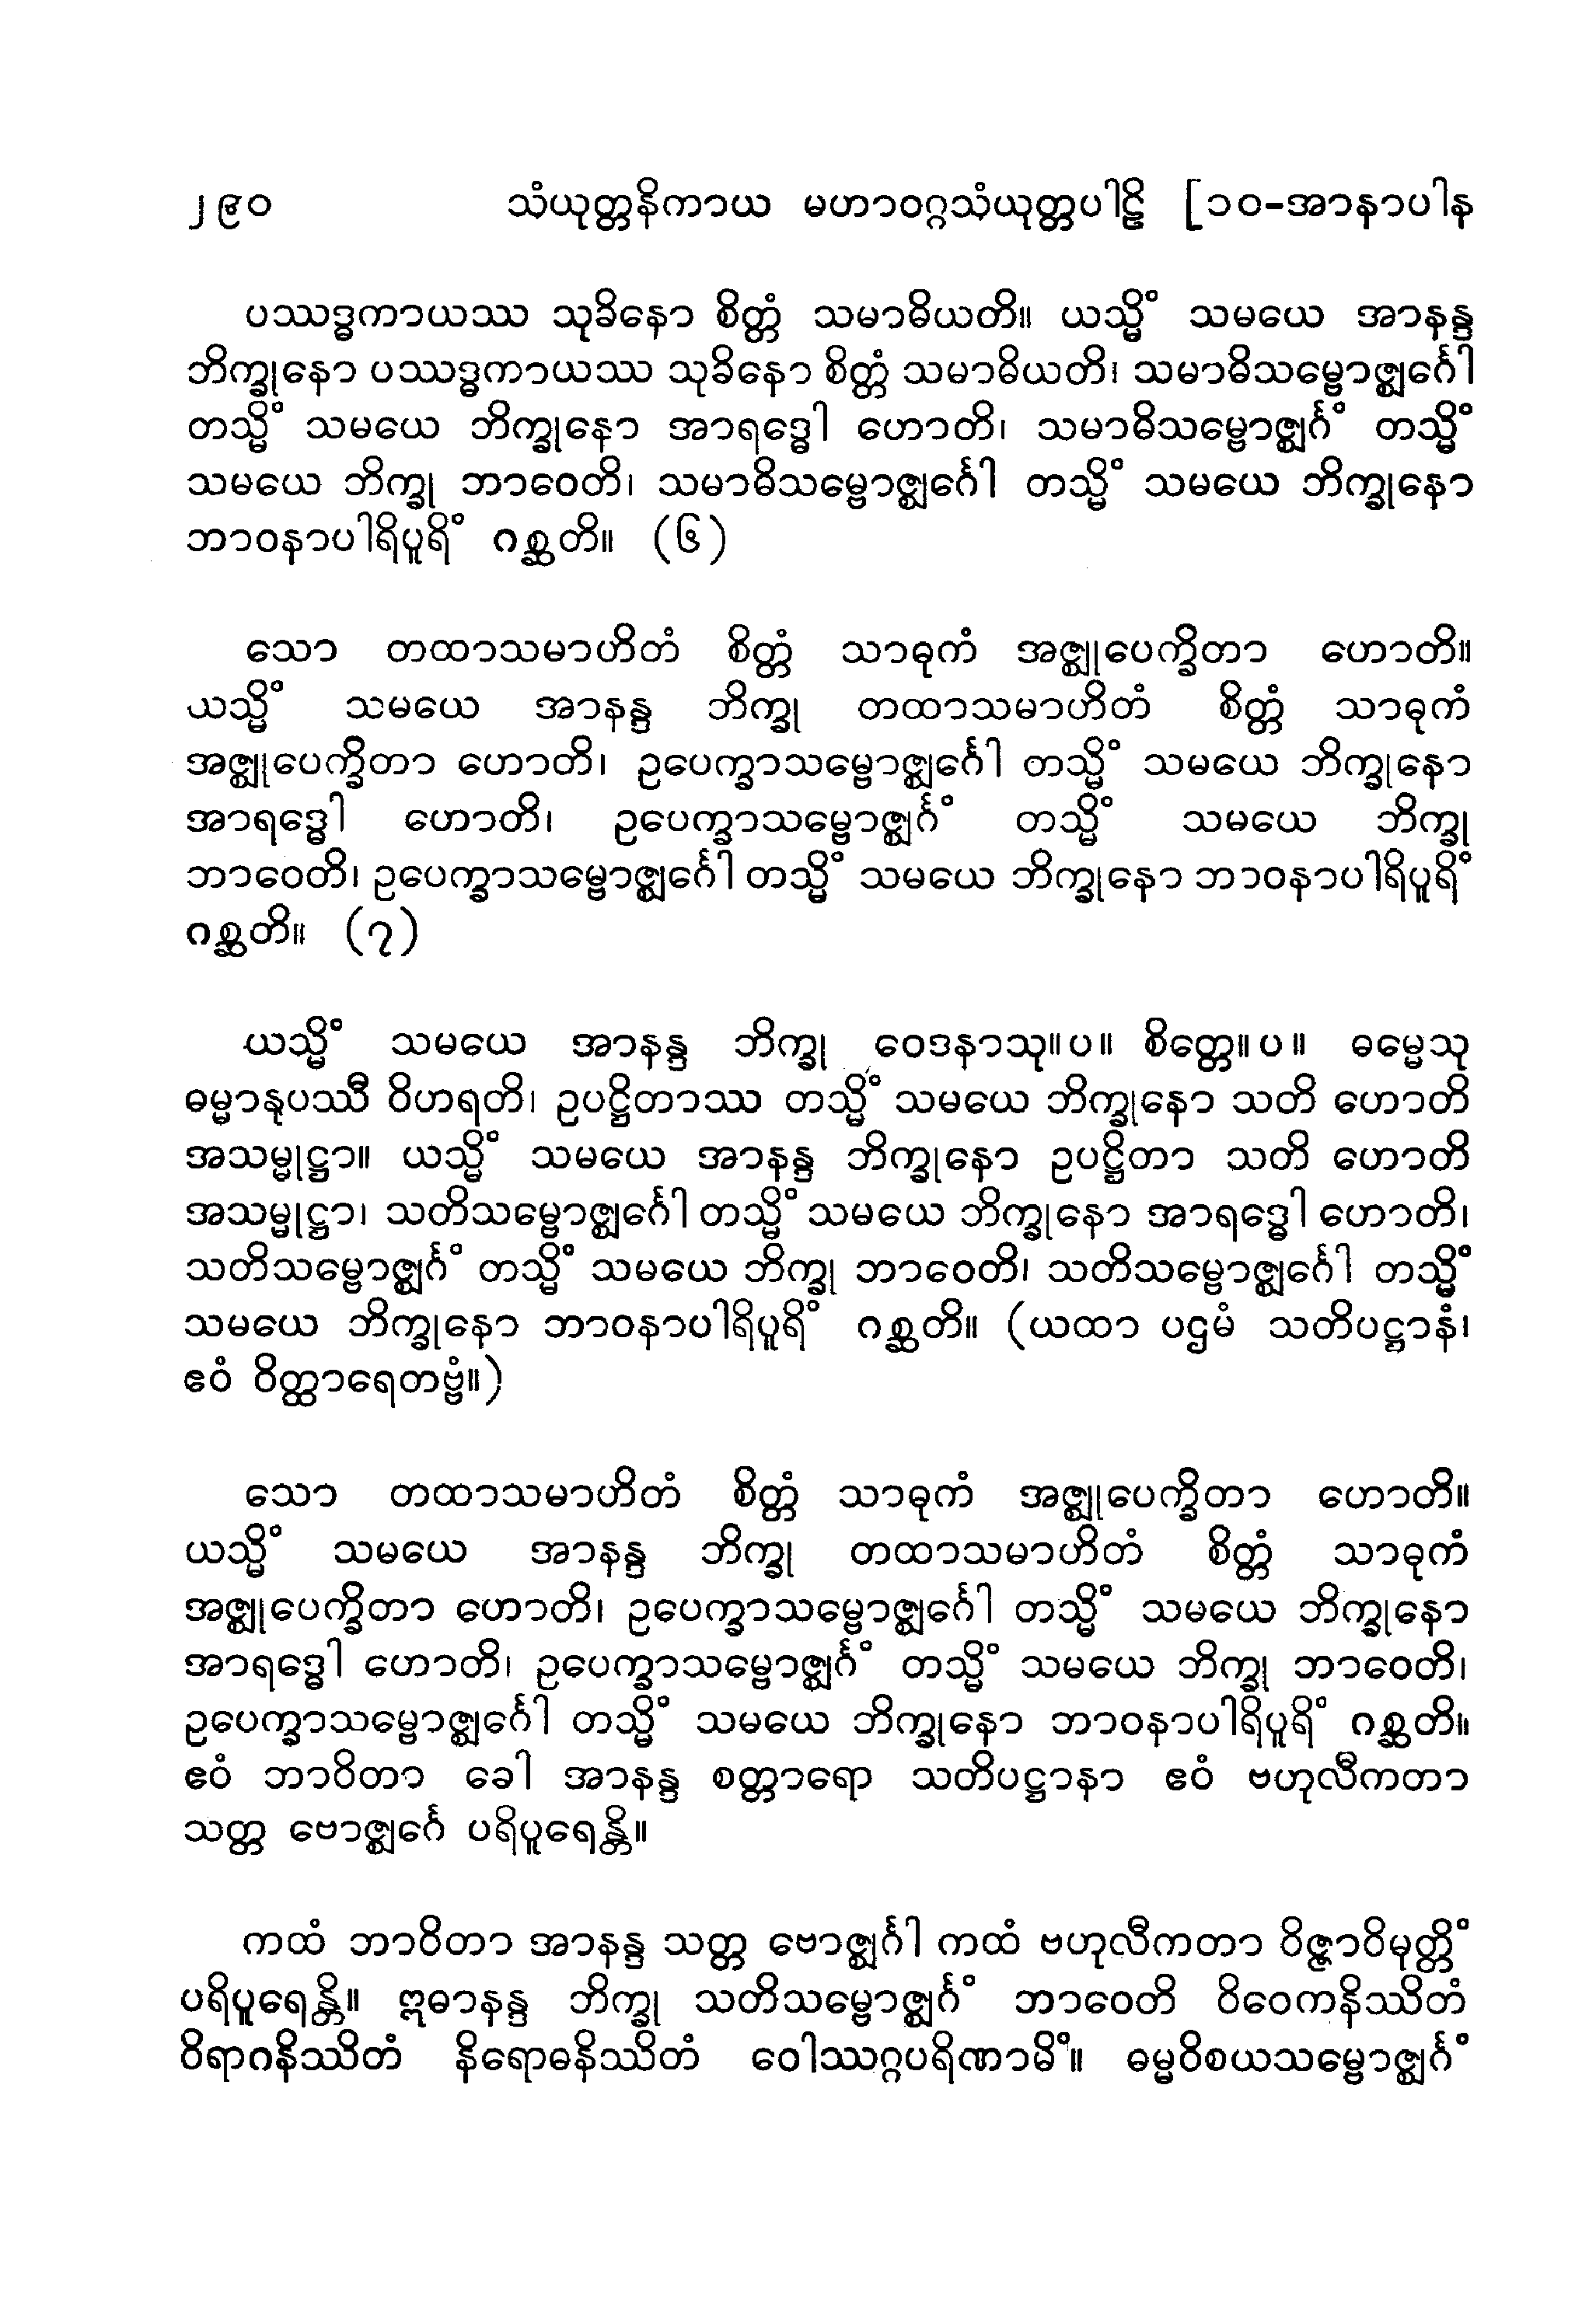 ၂၉၀ သံယုတ္တနိကာယ မဟာဝဂ္ဂသံယုတ္တပါဠိ [၁၀-အာနာပါန
ပဿဒ္ဓကာယဿ သုခိနော စိတ္တံ သမာဓိယတိ။ ယသ္မိံ သမယေ အာနန္ဒ
ဘိက္ခုနော ပဿဒ္ဓကာယဿ သုခိနော စိတ္တံ သမာဓိယတိ၊ သမာဓိသမ္ဗောဇ္ဈင်္ဂေါ
တသ္မိံ သမယေ ဘိက္ခုနော အာရဒ္ဓေါ ဟောတိ၊ သမာဓိသမ္ဗောဇ္ဈင်္ဂံ တသ္မိံ
သမယေ ဘိက္ခု ဘာဝေတိ၊ သမာဓိသမ္ဗောဇ္ဈင်္ဂေါ တသ္မိံ သမယေ ဘိက္ခုနော
ဘာဝနာပါရိပူရိံ ဂစ္ဆတိ။ (၆)
သော တထာသမာဟိတံ စိတ္တံ သာဓုကံ အဇ္ဈုပေက္ခိတာ ဟောတိ။
ယသ္မိံ သမယေ အာနန္ဒ ဘိက္ခု တထာသမာဟိတံ စိတ္တံ သာဓုကံ
အဇ္ဈုပေက္ခိတာ ဟောတိ၊ ဥပေက္ခာသမ္ဗောဇ္ဈင်္ဂေါ တသ္မိံ သမယေ ဘိက္ခုနော
အာရဒ္ဓေါ ဟောတိ၊ ဥပေက္ခာသမ္ဗောဇ္ဈင်္ဂံ တသ္မိံ သမယေ ဘိက္ခု
ဘာဝေတိ၊ ဥပေက္ခာသမ္ဗောဇ္ဈင်္ဂေါ တသ္မိံ သမယေ ဘိက္ခုနော ဘာဝနာပါရိပူရိံ
ဂစ္ဆတိ။ (၇)
ယသ္မိံ သမယေ အာနန္ဒ ဘိက္ခု ဝေဒနာသု။ပ။ စိတ္တေ။ပ။ ဓမ္မေသု
ဓမ္မာနုပဿီ ဝိဟရတိ၊ ဥပဋ္ဌိတာဿ တသ္မိံ သမယေ ဘိက္ခုနော သတိ ဟောတိ
အသမ္မုဋ္ဌာ။ ယသ္မိံ သမယေ အာနန္ဒ ဘိက္ခုနော ဥပဋ္ဌိတာ သတိ ဟောတိ
အသမ္မုဋ္ဌာ၊ သတိသမ္ဗောဇ္ဈင်္ဂေါ တသ္မိံ သမယေ ဘိက္ခုနော အာရဒ္ဓေါ ဟောတိ၊
သတိသမ္ဗောဇ္ဈင်္ဂံ တသ္မိံ သမယေ ဘိက္ခု ဘာဝေတိ၊ သတိသမ္ဗောဇ္ဈင်္ဂေါ တသ္မိံ
သမယေ ဘိက္ခုနော ဘာဝနာပါရိပူရိံ ဂစ္ဆတိ။ (ယထာ ပဌမံ သတိပဋ္ဌာနံ၊
ဧဝံ ဝိတ္ထာရေတဗ္ဗံ။)
သော တထာသမာဟိတံ စိတ္တံ သာဓုကံ အဇ္ဈုပေက္ခိတာ ဟောတိ။
ယသ္မိံ သမယေ အာနန္ဒ ဘိက္ခု တထာသမာဟိတံ စိတ္တံ သာဓုကံ
အဇ္ဈုပေက္ခိတာ ဟောတိ၊ ဥပေက္ခာသမ္ဗောဇ္ဈင်္ဂေါ တသ္မိံ သမယေ ဘိက္ခုနော
အာရဒ္ဓေါ ဟောတိ၊ ဥပေက္ခာသမ္ဗောဇ္ဈင်္ဂံ တသ္မိံ သမယေ ဘိက္ခု ဘာဝေတိ၊
ဥပေက္ခာသမ္ဗောဇ္ဈင်္ဂေါ တသ္မိံ သမယေ ဘိက္ခုနော ဘာဝနာပါရိပူရိံ ဂစ္ဆတိ။
ဧဝံ ဘာဝိတာ ခေါ အာနန္ဒ စတ္တာရော သတိပဋ္ဌာနာ ဧဝံ ဗဟုလီကတာ
သတ္တ ဗောဇ္ဈင်္ဂေ ပရိပူရေန္တိ။
ကထံ ဘာဝိတာ အာနန္ဒ သတ္တ ဗောဇ္ဈင်္ဂါ ကထံ ဗဟုလီကတာ ဝိဇ္ဇာဝိမုတ္တိံ
ပရိပူရေန္တိ။ ဣဓာနန္ဒ ဘိက္ခု သတိသမ္ဗောဇ္ဈင်္ဂံ ဘာဝေတိ ဝိဝေကနိဿိတံ
ဝိရာဂနိဿိတံ နိရောဓနိဿိတံ ဝေါဿဂ္ဂပရိဏာမိံ။ ဓမ္မဝိစယသမ္ဗောဇ္ဈင်္ဂံ